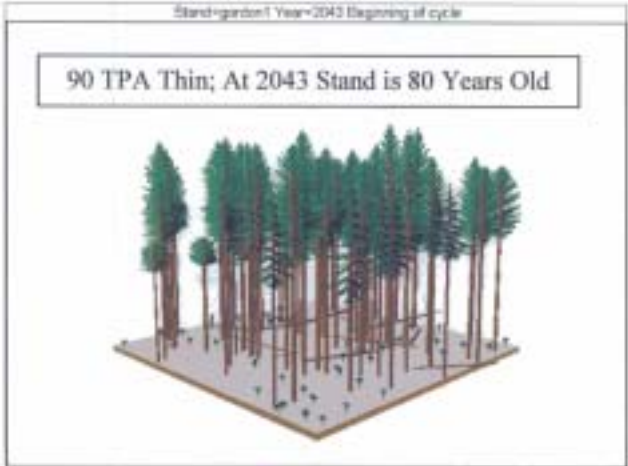 Stand=gordon1 Year=2043 Beginning of cycle
90 TPA Thin; At 2043 Stand is 80 Years Old